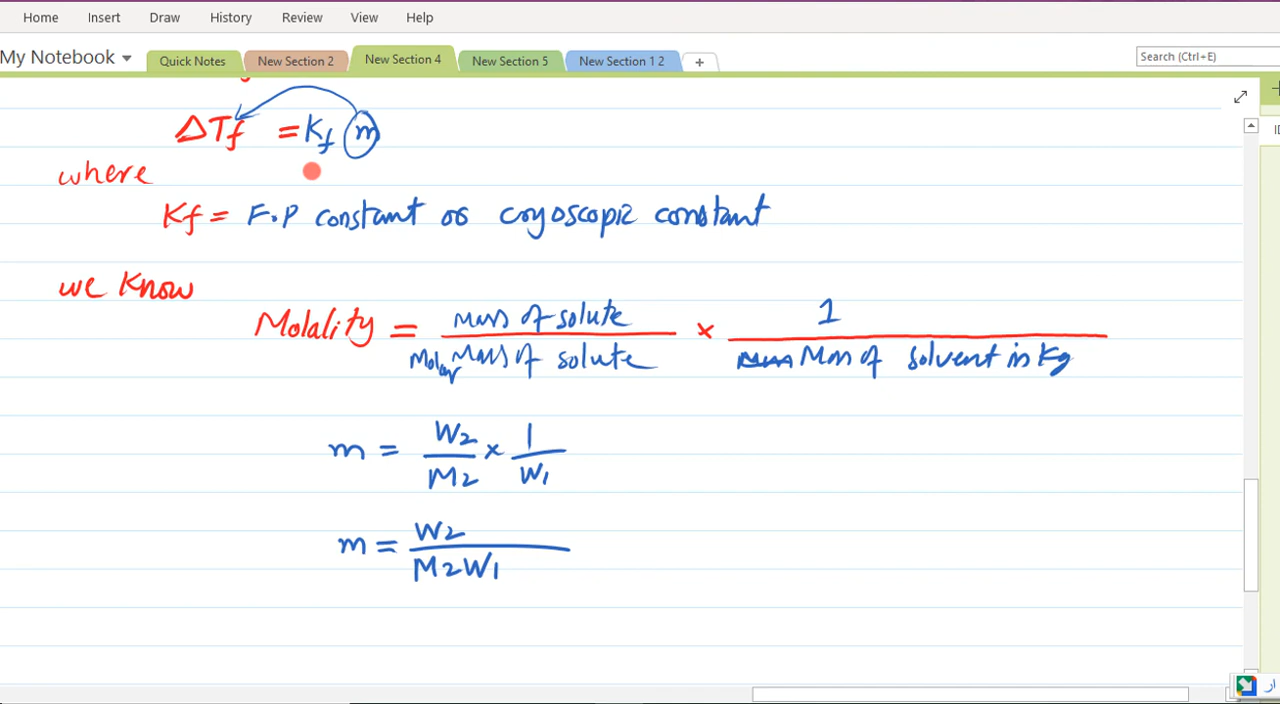 Home Insert Draw History Review View Help
My Notebook Quick Notes New Section 2 New Section 4 New Section 5 New Section 1 2 + Search (Ctrl+E)
ΔTf = Kf m
where
Kf = F.P constant or cryoscopic constant
we know
Molality = Mass of solute / Molar Mass of solute × 1 / Mass of solvent in Kg
m = W2 / M2 × 1 / W1
m = W2 / M2W1
ار